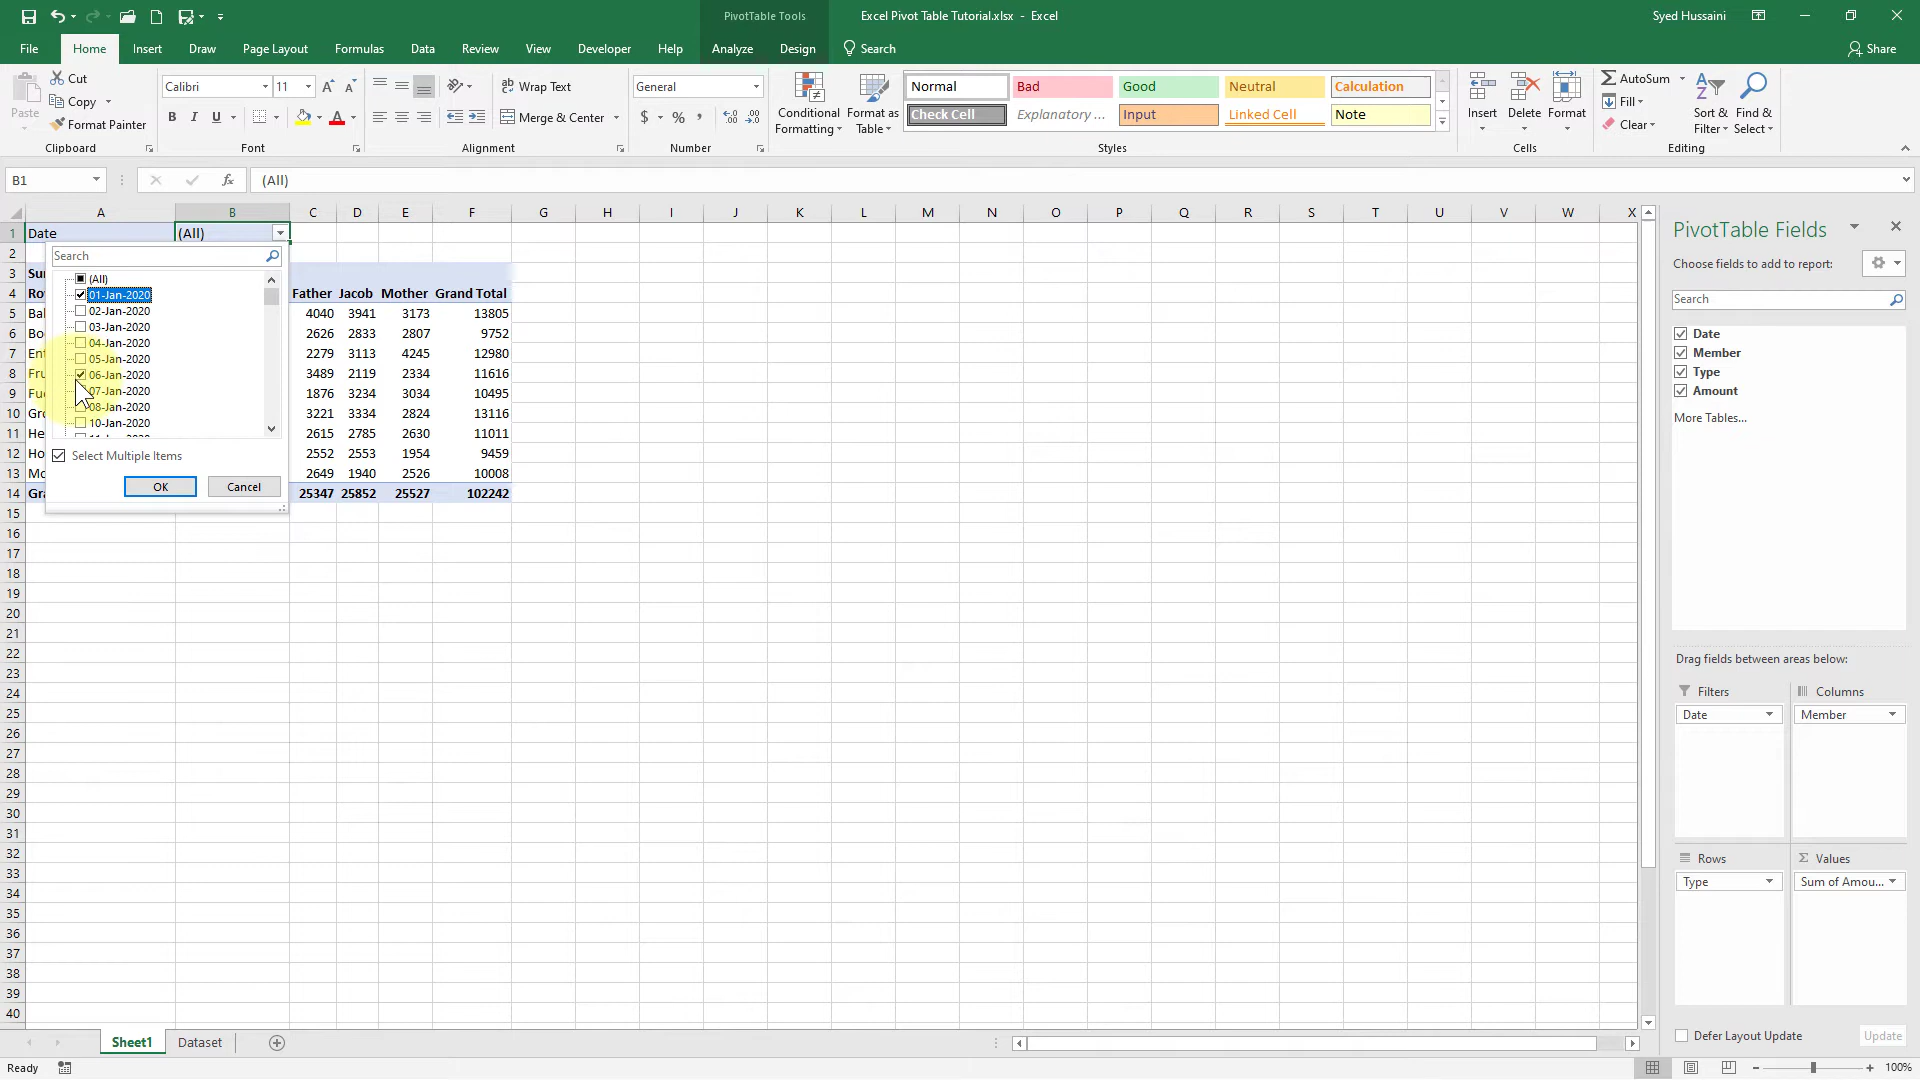 PivotTable Tools
Excel Pivot Table Tutorial.xlsx - Excel
Syed Hussaini
File Home Insert Draw Page Layout Formulas Data Review View Developer Help Analyze Design Search Share
Paste
Cut
Copy
Format Painter
Clipboard
Calibri 11
B I U
Font
Wrap Text
Merge & Center
Alignment
General
$ % ,
Number
Conditional Formatting
Format as Table
Normal Bad Good Neutral Calculation
Check Cell Explanatory ... Input Linked Cell Note
Styles
Insert Delete Format
Cells
AutoSum
Fill
Clear
Sort & Filter
Find & Select
Editing
B1 fx (All)
A B C D E F G H I J K L M N O P Q R S T U V W X
1 Date (All)
2
3
4 Father Jacob Mother Grand Total
5 4040 3941 3173 13805
6 2626 2833 2807 9752
7 2279 3113 4245 12980
8 3489 2119 2334 11616
9 1876 3234 3034 10495
10 3221 3334 2824 13116
11 2615 2785 2630 11011
12 2552 2553 1954 9459
13 2649 1940 2526 10008
14 25347 25852 25527 102242
15
16
17
18
19
20
21
22
23
24
25
26
27
28
29
30
31
32
33
34
35
36
37
38
39
40
Search
(All)
01-Jan-2020
02-Jan-2020
03-Jan-2020
04-Jan-2020
05-Jan-2020
06-Jan-2020
07-Jan-2020
08-Jan-2020
10-Jan-2020
Select Multiple Items
OK Cancel
PivotTable Fields
Choose fields to add to report:
Search
Date
Member
Type
Amount
More Tables...
Drag fields between areas below:
Filters Columns
Date Member
Rows Values
Type Sum of Amou...
Defer Layout Update Update
Sheet1 Dataset
Ready 100%